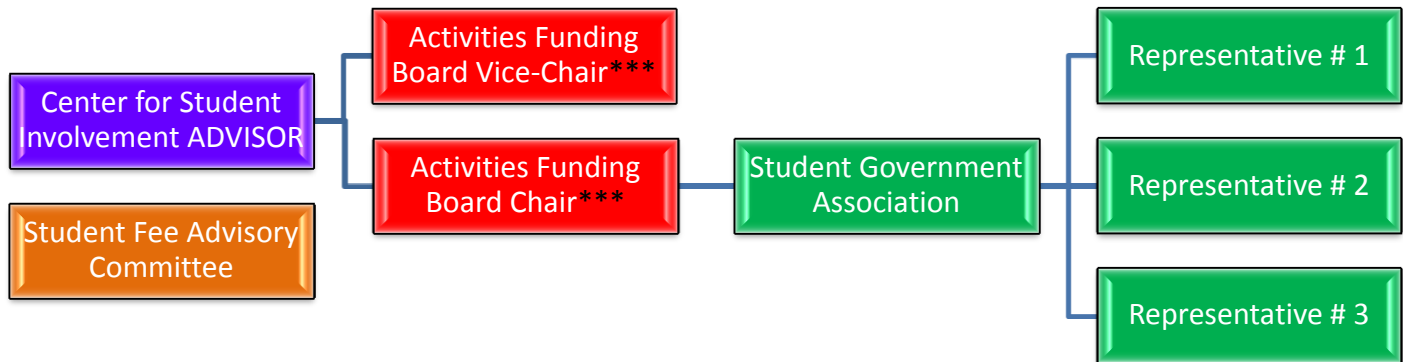 Center for Student
Involvement ADVISOR
Student Fee Advisory
Committee
Activities Funding
Board Vice-Chair***
Activities Funding
Board Chair***
Student Government
Association
Representative # 1
Representative # 2
Representative # 3